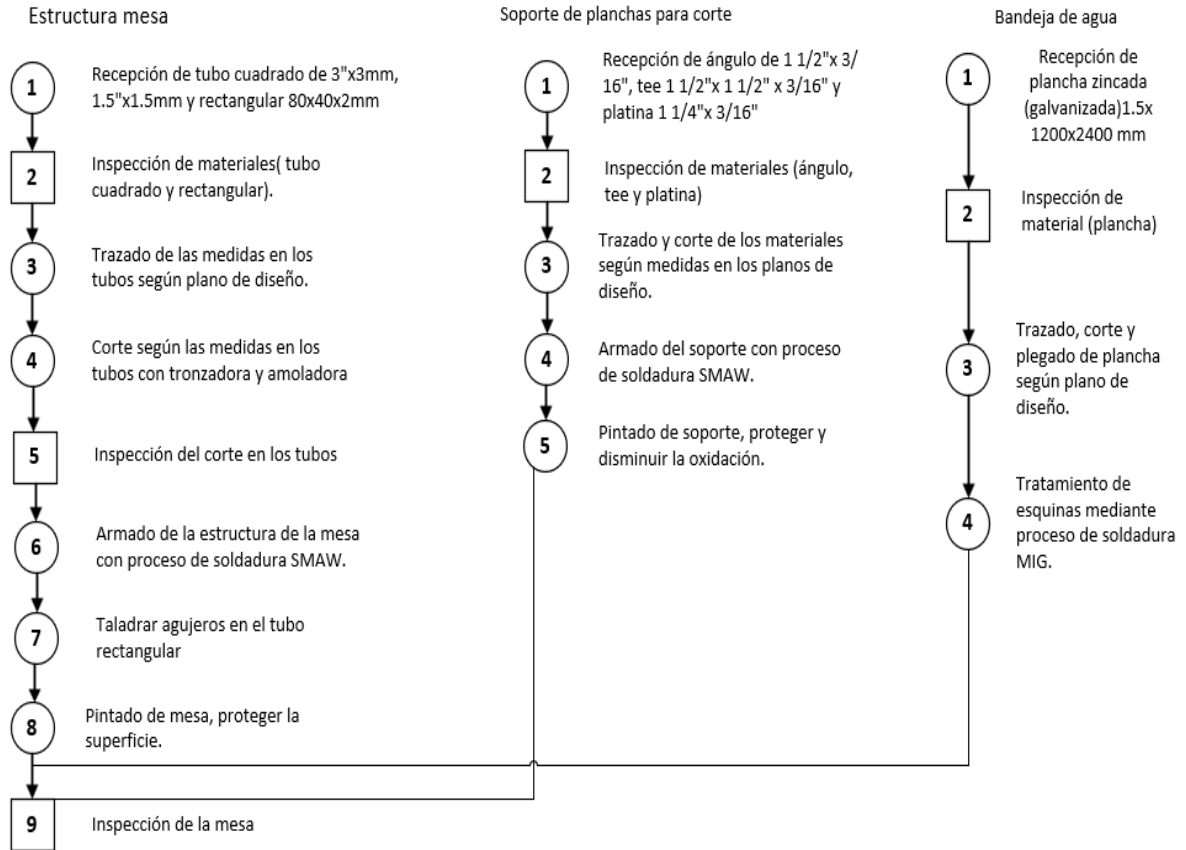 Estructura mesa
1
Recepción de tubo cuadrado de 3"x3mm,
1.5"x1.5mm y rectangular 80x40x2mm
2
Inspección de materiales( tubo
cuadrado y rectangular).
3
Trazado de las medidas en los
tubos según plano de diseño.
4
Corte según las medidas en los
tubos con tronzadora y amoladora
5
Inspección del corte en los tubos
6
Armado de la estructura de la mesa
con proceso de soldadura SMAW.
7
Taladrar agujeros en el tubo
rectangular
8
Pintado de mesa, proteger la
superficie.
9
Inspección de la mesa
Soporte de planchas para corte
1
Recepción de ángulo de 1 1/2"x 3/
16", tee 1 1/2"x 1 1/2" x 3/16" y
platina 1 1/4"x 3/16"
2
Inspección de materiales (ángulo,
tee y platina)
3
Trazado y corte de los materiales
según medidas en los planos de
diseño.
4
Armado del soporte con proceso
de soldadura SMAW.
5
Pintado de soporte, proteger y
disminuir la oxidación.
Bandeja de agua
1
Recepción de
plancha zincada
(galvanizada)1.5x
1200x2400 mm
2
Inspección de
material (plancha)
3
Trazado, corte y
plegado de plancha
según plano de
diseño.
4
Tratamiento de
esquinas mediante
proceso de soldadura
MIG.